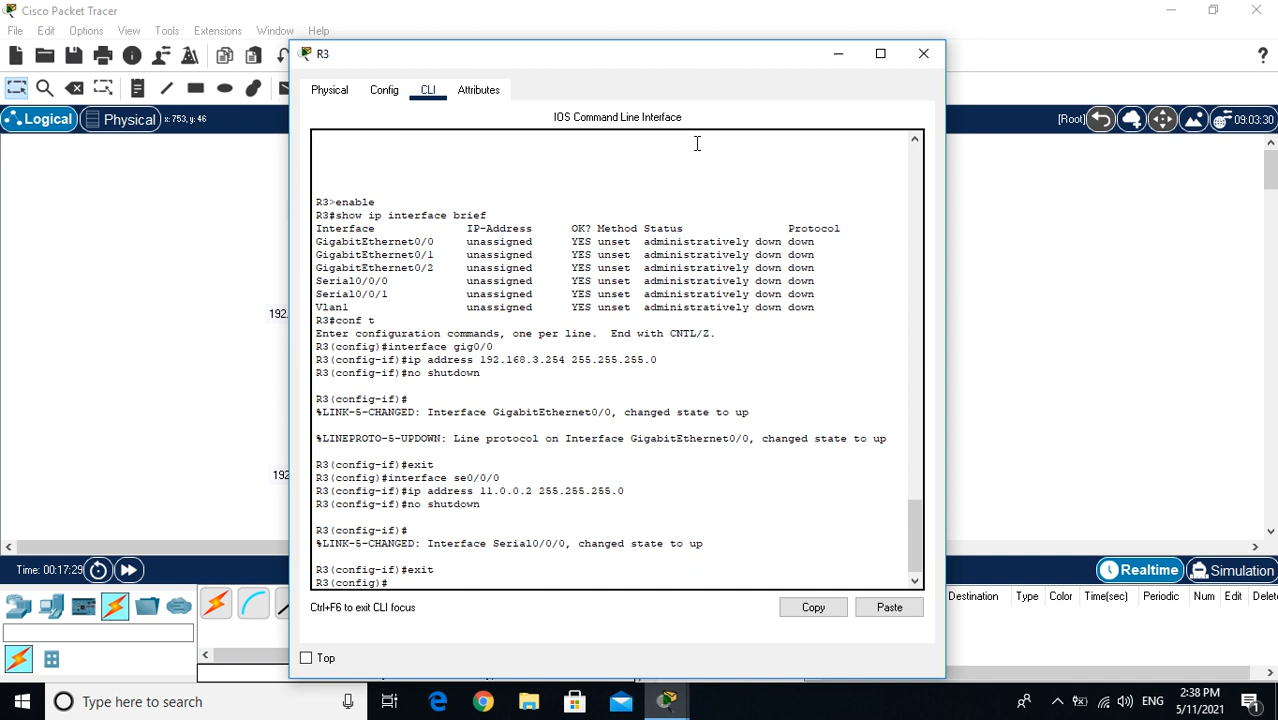 Cisco Packet Tracer
File Edit Options View Tools Extensions Window Help
Logical Physical x: 753, y: 46
[Root] 09:03:30
R3
Physical Config CLI Attributes
IOS Command Line Interface
R3>enable
R3#show ip interface brief
Interface IP-Address OK? Method Status Protocol
GigabitEthernet0/0 unassigned YES unset administratively down down
GigabitEthernet0/1 unassigned YES unset administratively down down
GigabitEthernet0/2 unassigned YES unset administratively down down
Serial0/0/0 unassigned YES unset administratively down down
Serial0/0/1 unassigned YES unset administratively down down
Vlan1 unassigned YES unset administratively down down
R3#conf t
Enter configuration commands, one per line. End with CNTL/Z.
R3(config)#interface gig0/0
R3(config-if)#ip address 192.168.3.254 255.255.255.0
R3(config-if)#no shutdown
R3(config-if)#
%LINK-5-CHANGED: Interface GigabitEthernet0/0, changed state to up
%LINEPROTO-5-UPDOWN: Line protocol on Interface GigabitEthernet0/0, changed state to up
R3(config-if)#exit
R3(config)#interface se0/0/0
R3(config-if)#ip address 11.0.0.2 255.255.255.0
R3(config-if)#no shutdown
R3(config-if)#
%LINK-5-CHANGED: Interface Serial0/0/0, changed state to up
R3(config-if)#exit
R3(config)#
192.
192
Ctrl+F6 to exit CLI focus
Copy Paste
Top
Time: 00:17:29
Realtime Simulation
Destination Type Color Time(sec) Periodic Num Edit Delet
Type here to search
ENG
2:38 PM
5/11/2021
1